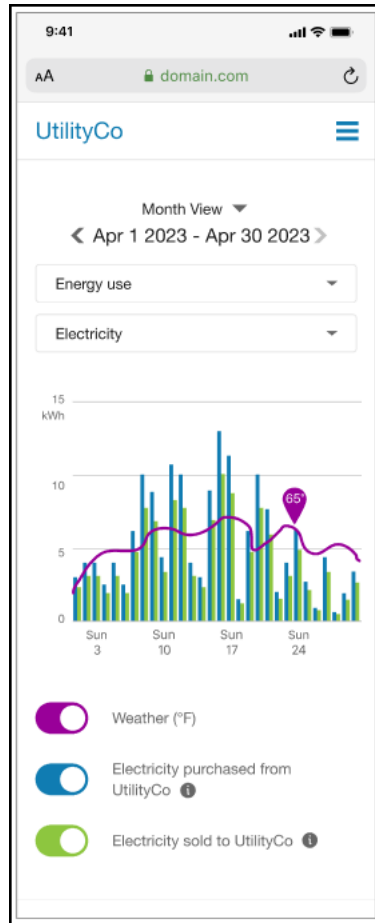 9:41
AA domain.com
UtilityCo
Month View
Apr 1 2023 - Apr 30 2023
Energy use
Electricity
15
kWh
10
65°
5
0
Sun Sun Sun Sun
3 10 17 24
Weather (°F)
Electricity purchased from
UtilityCo i
Electricity sold to UtilityCo i